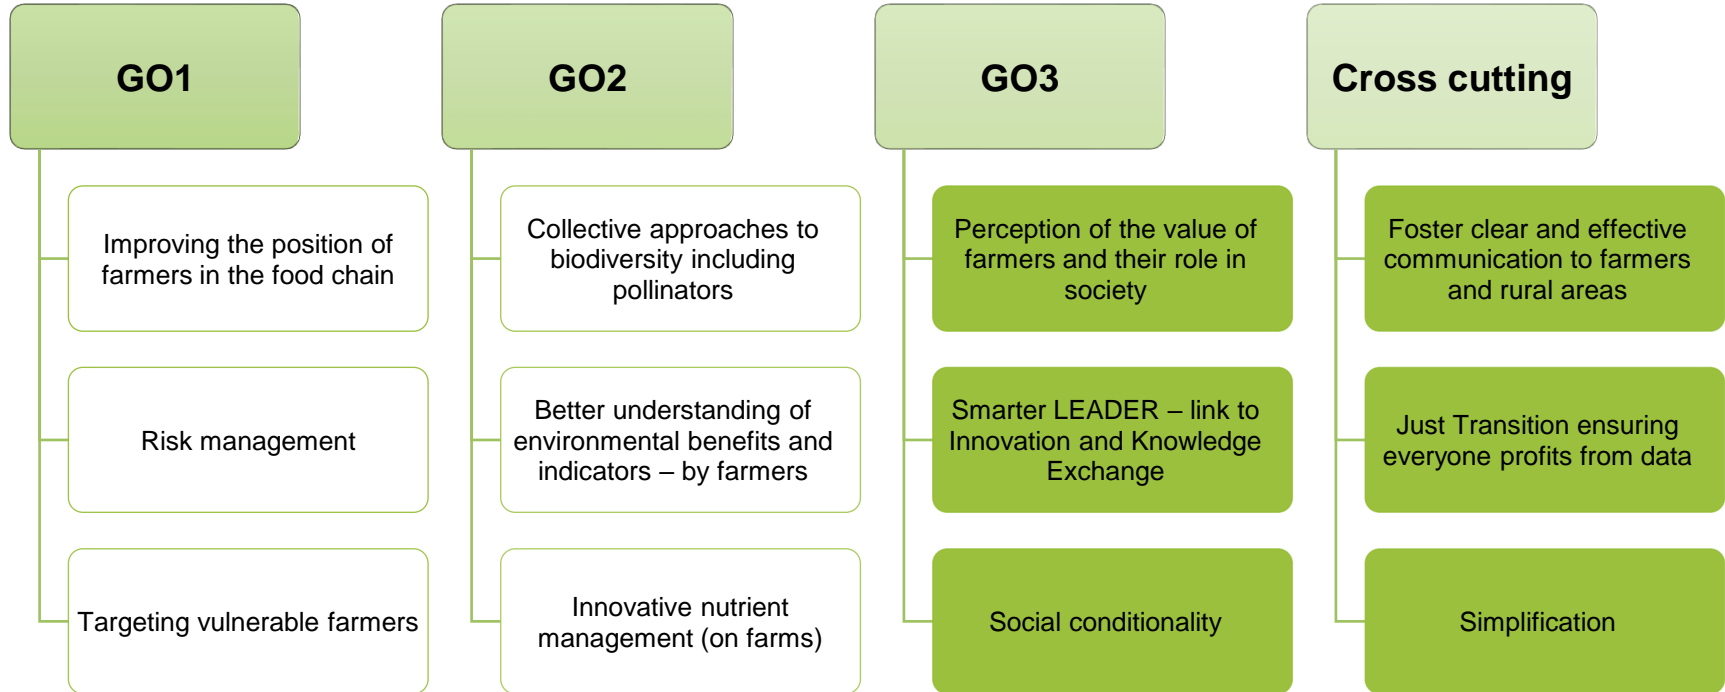 GO1
Improving the position of
farmers in the food chain
Risk management
Targeting vulnerable farmers
GO2
Collective approaches to
biodiversity including
pollinators
Better understanding of
environmental benefits and
indicators – by farmers
Innovative nutrient
management (on farms)
GO3
Perception of the value of
farmers and their role in
society
Smarter LEADER – link to
Innovation and Knowledge
Exchange
Social conditionality
Cross cutting
Foster clear and effective
communication to farmers
and rural areas
Just Transition ensuring
everyone profits from data
Simplification